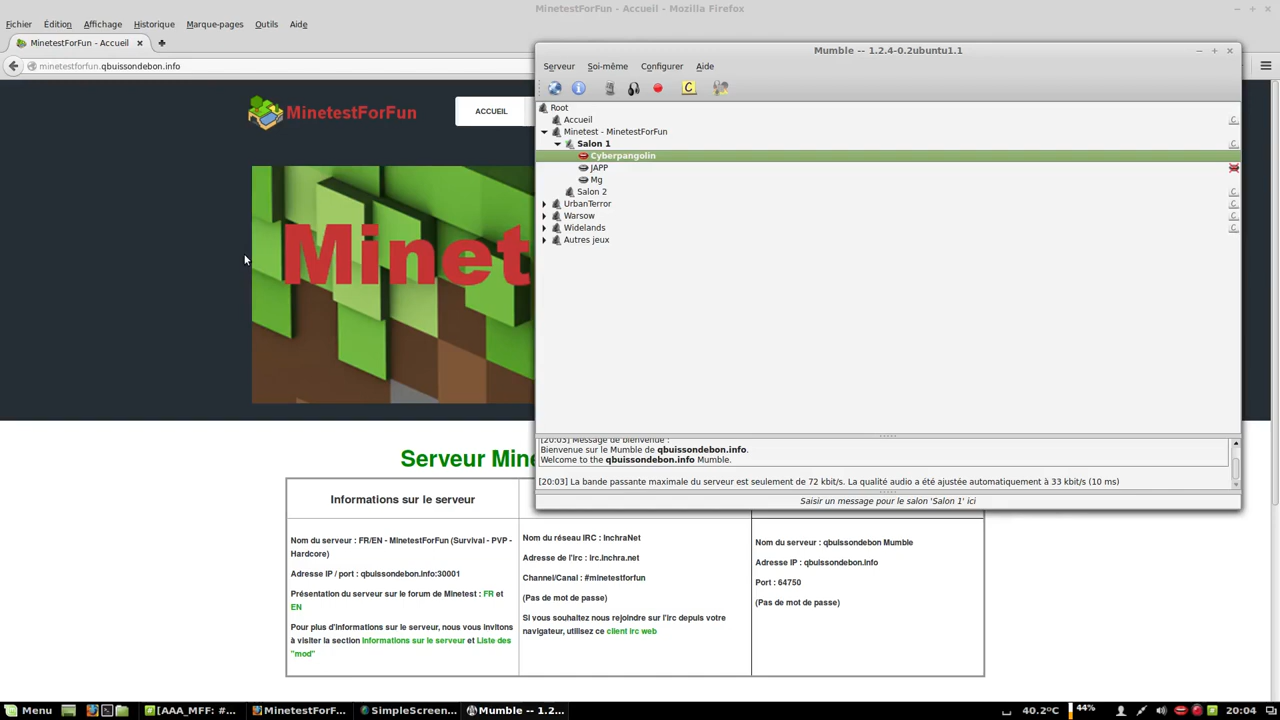 MinetestForFun - Accueil - Mozilla Firefox
Fichier Édition Affichage Historique Marque-pages Outils Aide
MinetestForFun - Accueil
minetestforfun.qbuissondebon.info
MinetestForFun
ACCUEIL
Minet
Mumble -- 1.2.4-0.2ubuntu1.1
Serveur Soi-même Configurer Aide
Root
Accueil
Minetest - MinetestForFun
Salon 1
Cyberpangolin
JAPP
Mg
Salon 2
UrbanTerror
Warsow
Widelands
Autres jeux
[20:03] Message de bienvenue :
Bienvenue sur le Mumble de qbuissondebon.info.
Welcome to the qbuissondebon.info Mumble.
[20:03] La bande passante maximale du serveur est seulement de 72 kbit/s. La qualité audio a été ajustée automatiquement à 33 kbit/s (10 ms)
Saisir un message pour le salon 'Salon 1' ici
Serveur Mine
Informations sur le serveur
Nom du serveur : FR/EN - MinetestForFun (Survival - PVP -
Hardcore)
Adresse IP / port : qbuissondebon.info:30001
Présentation du serveur sur le forum de Minetest : FR et
EN
Pour plus d'informations sur le serveur, nous vous invitons
à visiter la section Informations sur le serveur et Liste des
"mod"
Nom du réseau IRC : InchraNet
Adresse de l'irc : irc.inchra.net
Channel/Canal : #minetestforfun
(Pas de mot de passe)
Si vous souhaitez nous rejoindre sur l'irc depuis votre
navigateur, utilisez ce client irc web
Nom du serveur : qbuissondebon Mumble
Adresse IP : qbuissondebon.info
Port : 64750
(Pas de mot de passe)
Menu [AAA_MFF: #... MinetestForF... SimpleScreen... Mumble -- 1.2... 40.2°C 44% 20:04